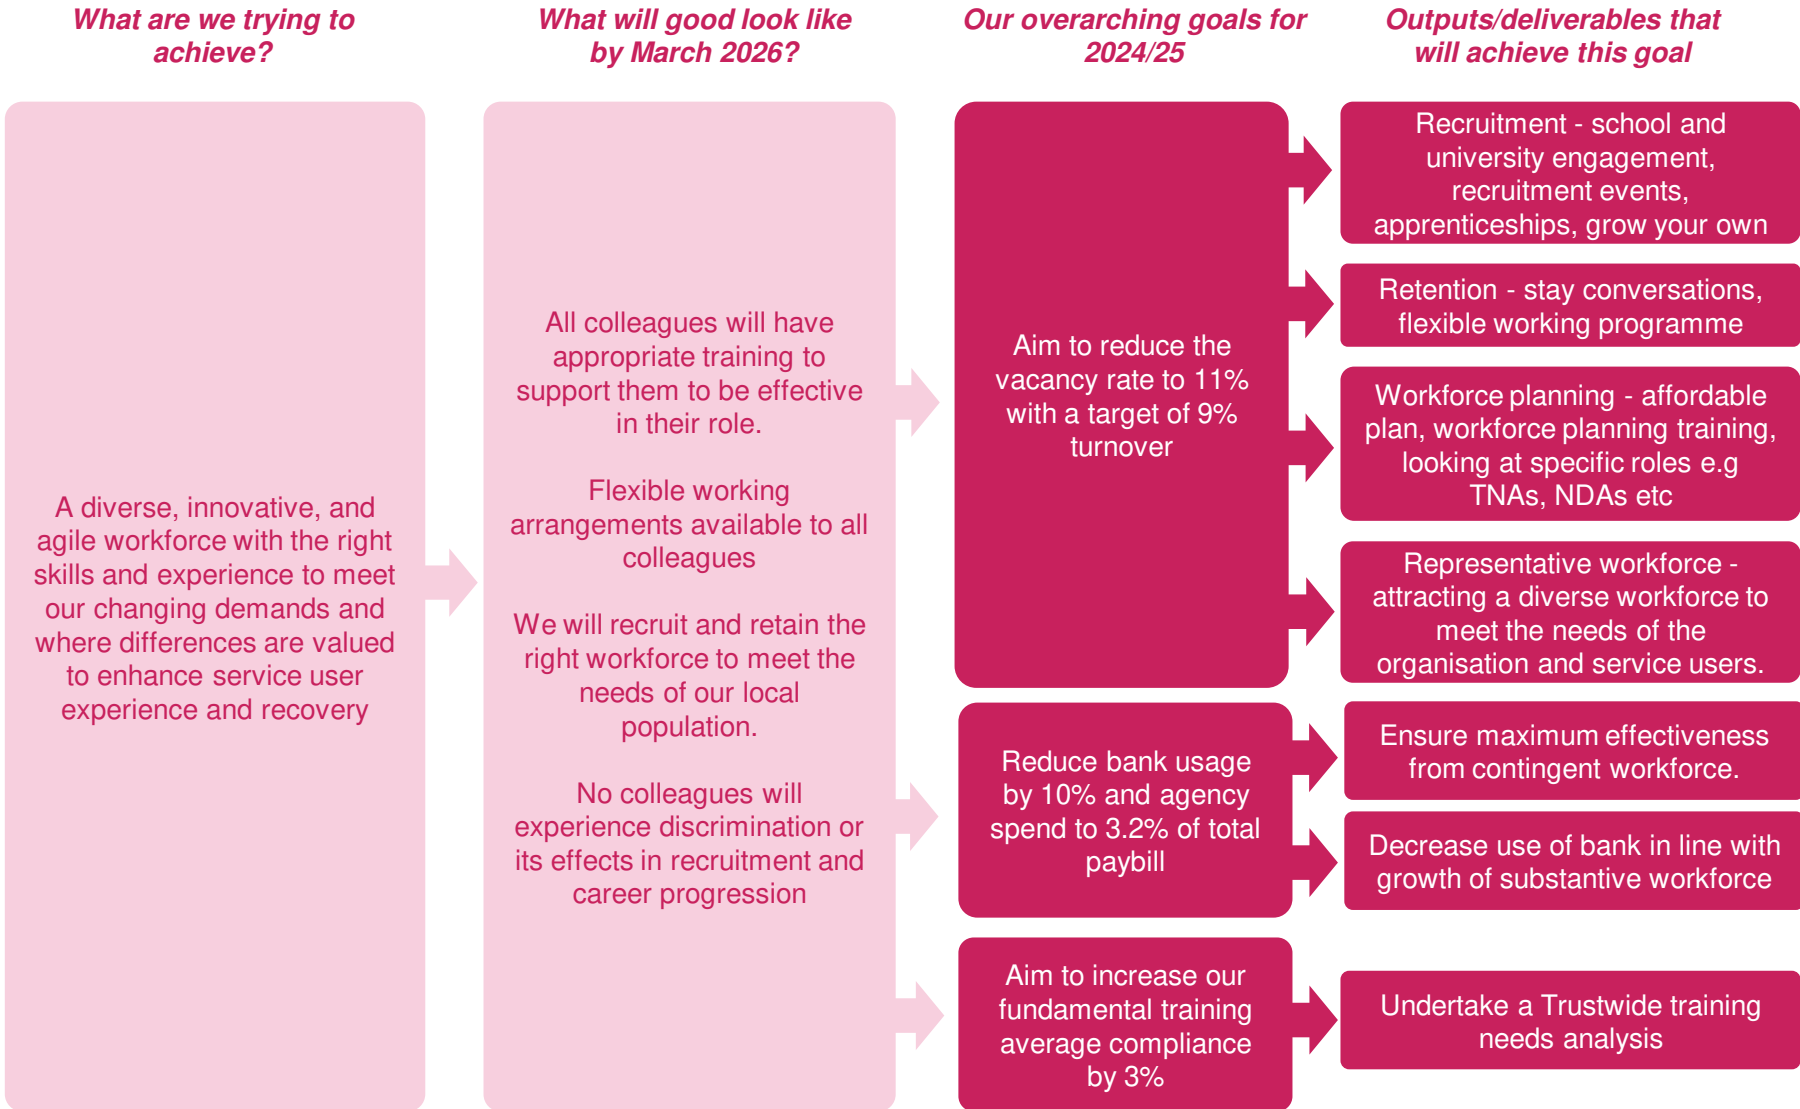 What are we trying to
achieve?
What will good look like
by March 2026?
Our overarching goals for
2024/25
Outputs/deliverables that
will achieve this goal
A diverse, innovative, and
agile workforce with the right
skills and experience to meet
our changing demands and
where differences are valued
to enhance service user
experience and recovery
All colleagues will have
appropriate training to
support them to be effective
in their role.
Flexible working
arrangements available to all
colleagues
We will recruit and retain the
right workforce to meet the
needs of our local
population.
No colleagues will
experience discrimination or
its effects in recruitment and
career progression
Aim to reduce the
vacancy rate to 11%
with a target of 9%
turnover
Recruitment - school and
university engagement,
recruitment events,
apprenticeships, grow your own
Retention - stay conversations,
flexible working programme
Workforce planning - affordable
plan, workforce planning training,
looking at specific roles e.g
TNAs, NDAs etc
Representative workforce -
attracting a diverse workforce to
meet the needs of the
organisation and service users.
Reduce bank usage
by 10% and agency
spend to 3.2% of total
paybill
Ensure maximum effectiveness
from contingent workforce.
Decrease use of bank in line with
growth of substantive workforce
Aim to increase our
fundamental training
average compliance
by 3%
Undertake a Trustwide training
needs analysis